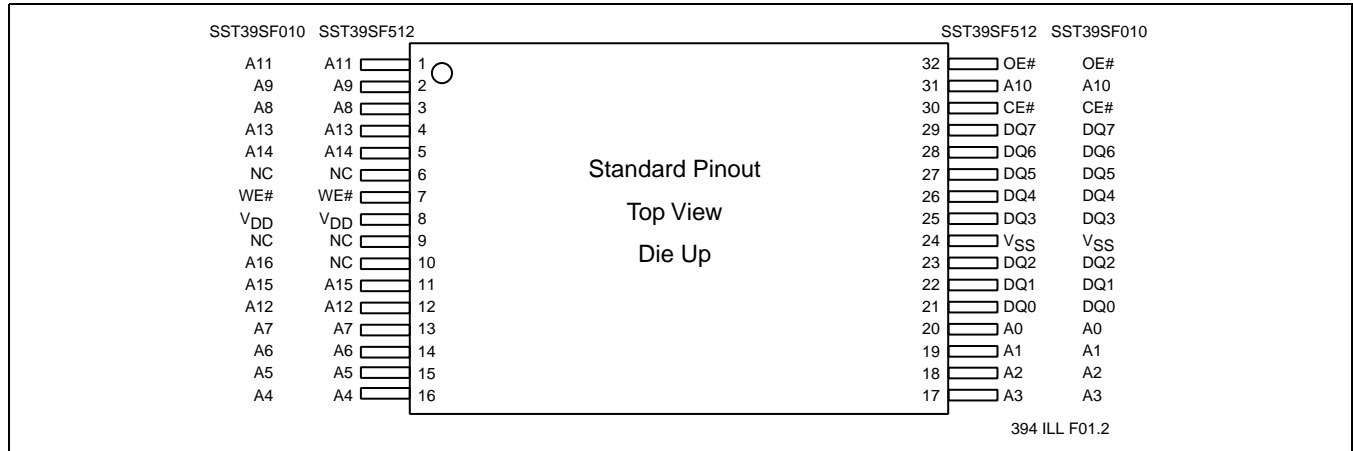 SST39SF010 SST39SF512 SST39SF512 SST39SF010
A11 A11 1 32 OE# OE#
A9 A9 2 31 A10 A10
A8 A8 3 30 CE# CE#
A13 A13 4 29 DQ7 DQ7
A14 A14 5 28 DQ6 DQ6
NC NC 6 Standard Pinout 27 DQ5 DQ5
WE# WE# 7 26 DQ4 DQ4
VDD VDD 8 Top View 25 DQ3 DQ3
NC NC 9 24 VSS VSS
A16 NC 10 Die Up 23 DQ2 DQ2
A15 A15 11 22 DQ1 DQ1
A12 A12 12 21 DQ0 DQ0
A7 A7 13 20 A0 A0
A6 A6 14 19 A1 A1
A5 A5 15 18 A2 A2
A4 A4 16 17 A3 A3
394 ILL F01.2